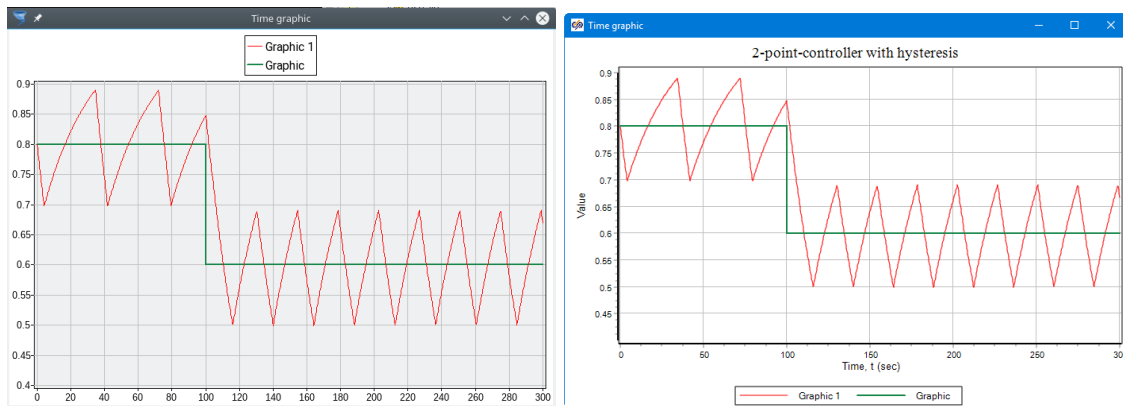 Time graphic
Graphic 1
Graphic
0.9
0.85
0.8
0.75
0.7
0.65
0.6
0.55
0.5
0.45
0.4
0 20 40 60 80 100 120 140 160 180 200 220 240 260 280 300
Time graphic
2-point-controller with hysteresis
Value
0.9
0.85
0.8
0.75
0.7
0.65
0.6
0.55
0.5
0.45
0 50 100 150 200 250 30
Time, t (sec)
Graphic 1 Graphic